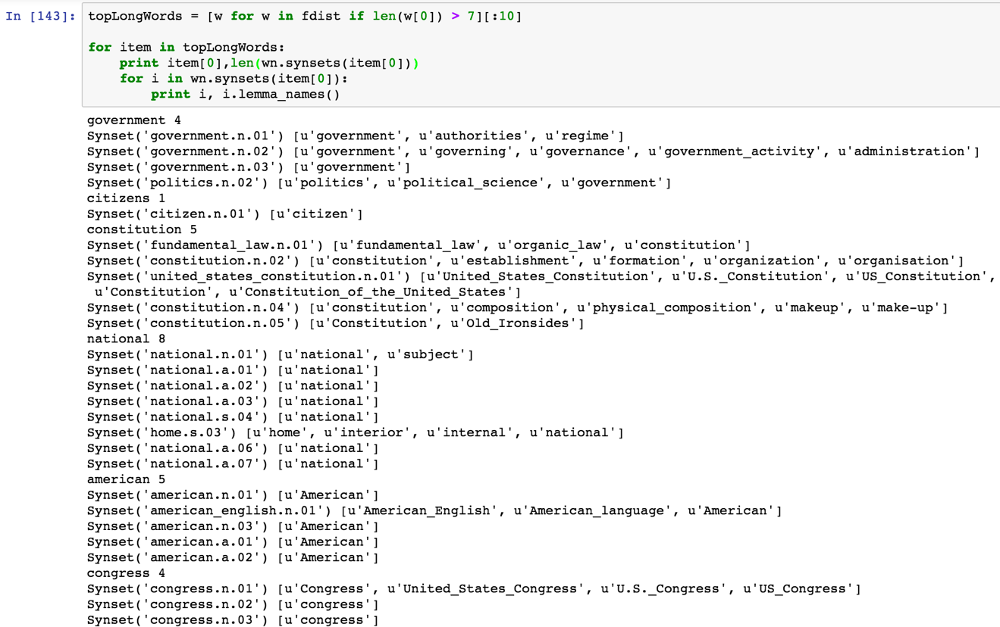 In [143]: topLongWords = [w for w in fdist if len(w[0]) > 7][:10]
for item in topLongWords:
    print item[0],len(wn.synsets(item[0]))
    for i in wn.synsets(item[0]):
        print i, i.lemma_names()
government 4
Synset('government.n.01') [u'government', u'authorities', u'regime']
Synset('government.n.02') [u'government', u'governing', u'governance', u'government_activity', u'administration']
Synset('government.n.03') [u'government']
Synset('politics.n.02') [u'politics', u'political_science', u'government']
citizens 1
Synset('citizen.n.01') [u'citizen']
constitution 5
Synset('fundamental_law.n.01') [u'fundamental_law', u'organic_law', u'constitution']
Synset('constitution.n.02') [u'constitution', u'establishment', u'formation', u'organization', u'organisation']
Synset('united_states_constitution.n.01') [u'United_States_Constitution', u'U.S._Constitution', u'US_Constitution',
 u'Constitution', u'Constitution_of_the_United_States']
Synset('constitution.n.04') [u'constitution', u'composition', u'physical_composition', u'makeup', u'make-up']
Synset('constitution.n.05') [u'Constitution', u'Old_Ironsides']
national 8
Synset('national.n.01') [u'national', u'subject']
Synset('national.a.01') [u'national']
Synset('national.a.02') [u'national']
Synset('national.a.03') [u'national']
Synset('national.s.04') [u'national']
Synset('home.s.03') [u'home', u'interior', u'internal', u'national']
Synset('national.a.06') [u'national']
Synset('national.a.07') [u'national']
american 5
Synset('american.n.01') [u'American']
Synset('american_english.n.01') [u'American_English', u'American_language', u'American']
Synset('american.n.03') [u'American']
Synset('american.a.01') [u'American']
Synset('american.a.02') [u'American']
congress 4
Synset('congress.n.01') [u'Congress', u'United_States_Congress', u'U.S._Congress', u'US_Congress']
Synset('congress.n.02') [u'congress']
Synset('congress.n.03') [u'congress']